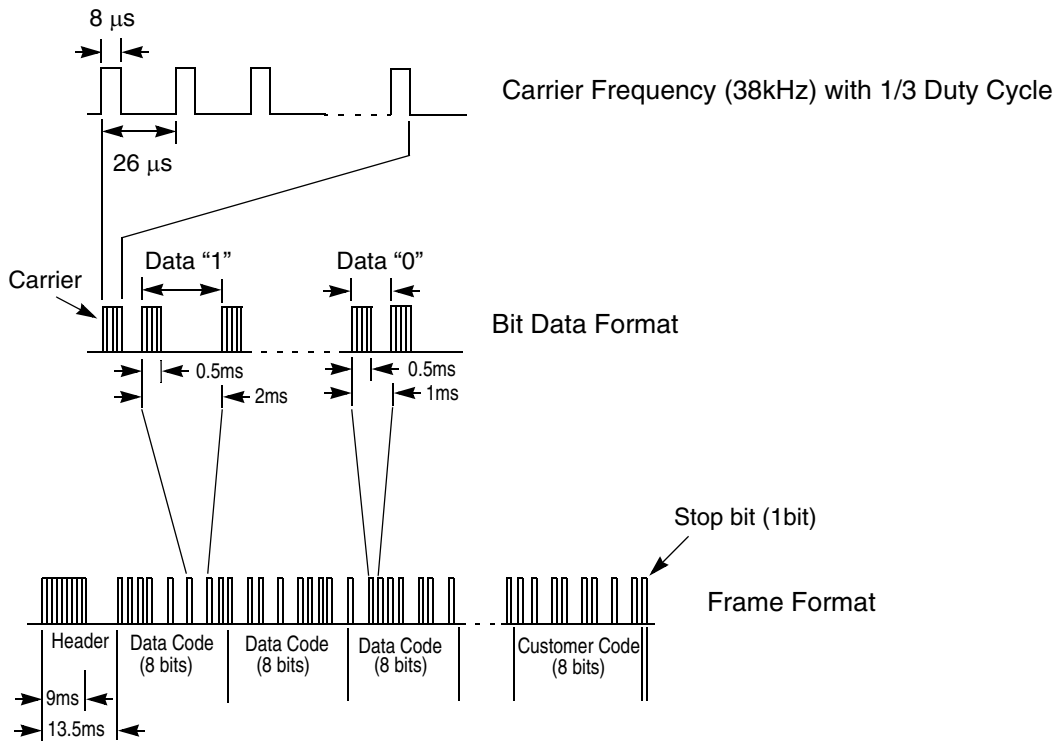 8 µs
Carrier Frequency (38kHz) with 1/3 Duty Cycle
26 µs
Data “1”
Data “0”
Carrier
Bit Data Format
0.5ms
0.5ms
2ms
1ms
Stop bit (1bit)
Frame Format
Header
Data Code
(8 bits)
Data Code
(8 bits)
Data Code
(8 bits)
Customer Code
(8 bits)
9ms
13.5ms